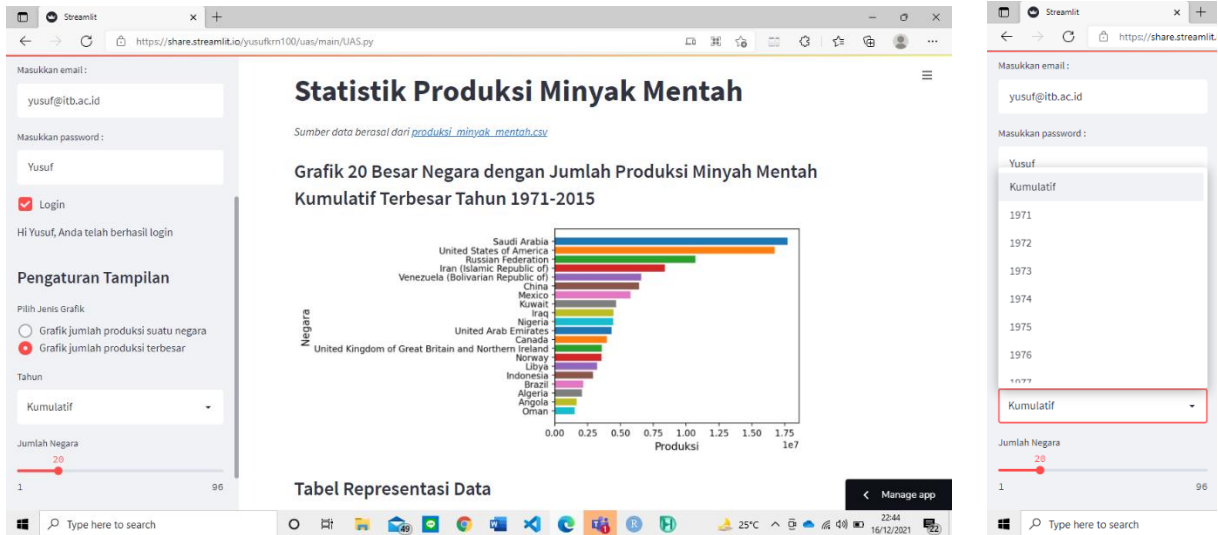 Streamlit
https://share.streamlit.io/yusufkrn100/uas/main/UAS.py
Masukkan email :
yusuf@itb.ac.id
Masukkan password :
Yusuf
Login
Hi Yusuf, Anda telah berhasil login
Pengaturan Tampilan
Pilih Jenis Grafik
Grafik jumlah produksi suatu negara
Grafik jumlah produksi terbesar
Tahun
Kumulatif
Jumlah Negara
20
1 96
Statistik Produksi Minyak Mentah
Sumber data berasal dari produksi_minyak_mentah.csv
Grafik 20 Besar Negara dengan Jumlah Produksi Minyah Mentah
Kumulatif Terbesar Tahun 1971-2015
Negara
Saudi Arabia
United States of America
Russian Federation
Iran (Islamic Republic of)
Venezuela (Bolivarian Republic of)
China
Mexico
Kuwait
Iraq
Nigeria
United Arab Emirates
Canada
United Kingdom of Great Britain and Northern Ireland
Norway
Libya
Indonesia
Brazil
Algeria
Angola
Oman
0.00 0.25 0.50 0.75 1.00 1.25 1.50 1.75
Produksi 1e7
Tabel Representasi Data
Manage app
Type here to search
49
1
25°C
22:44
16/12/2021
22
Streamlit
https://share.streamlit.
Masukkan email :
yusuf@itb.ac.id
Masukkan password :
Yusuf
Kumulatif
1971
1972
1973
1974
1975
1976
1977
Kumulatif
Jumlah Negara
20
1 96
Type here to search